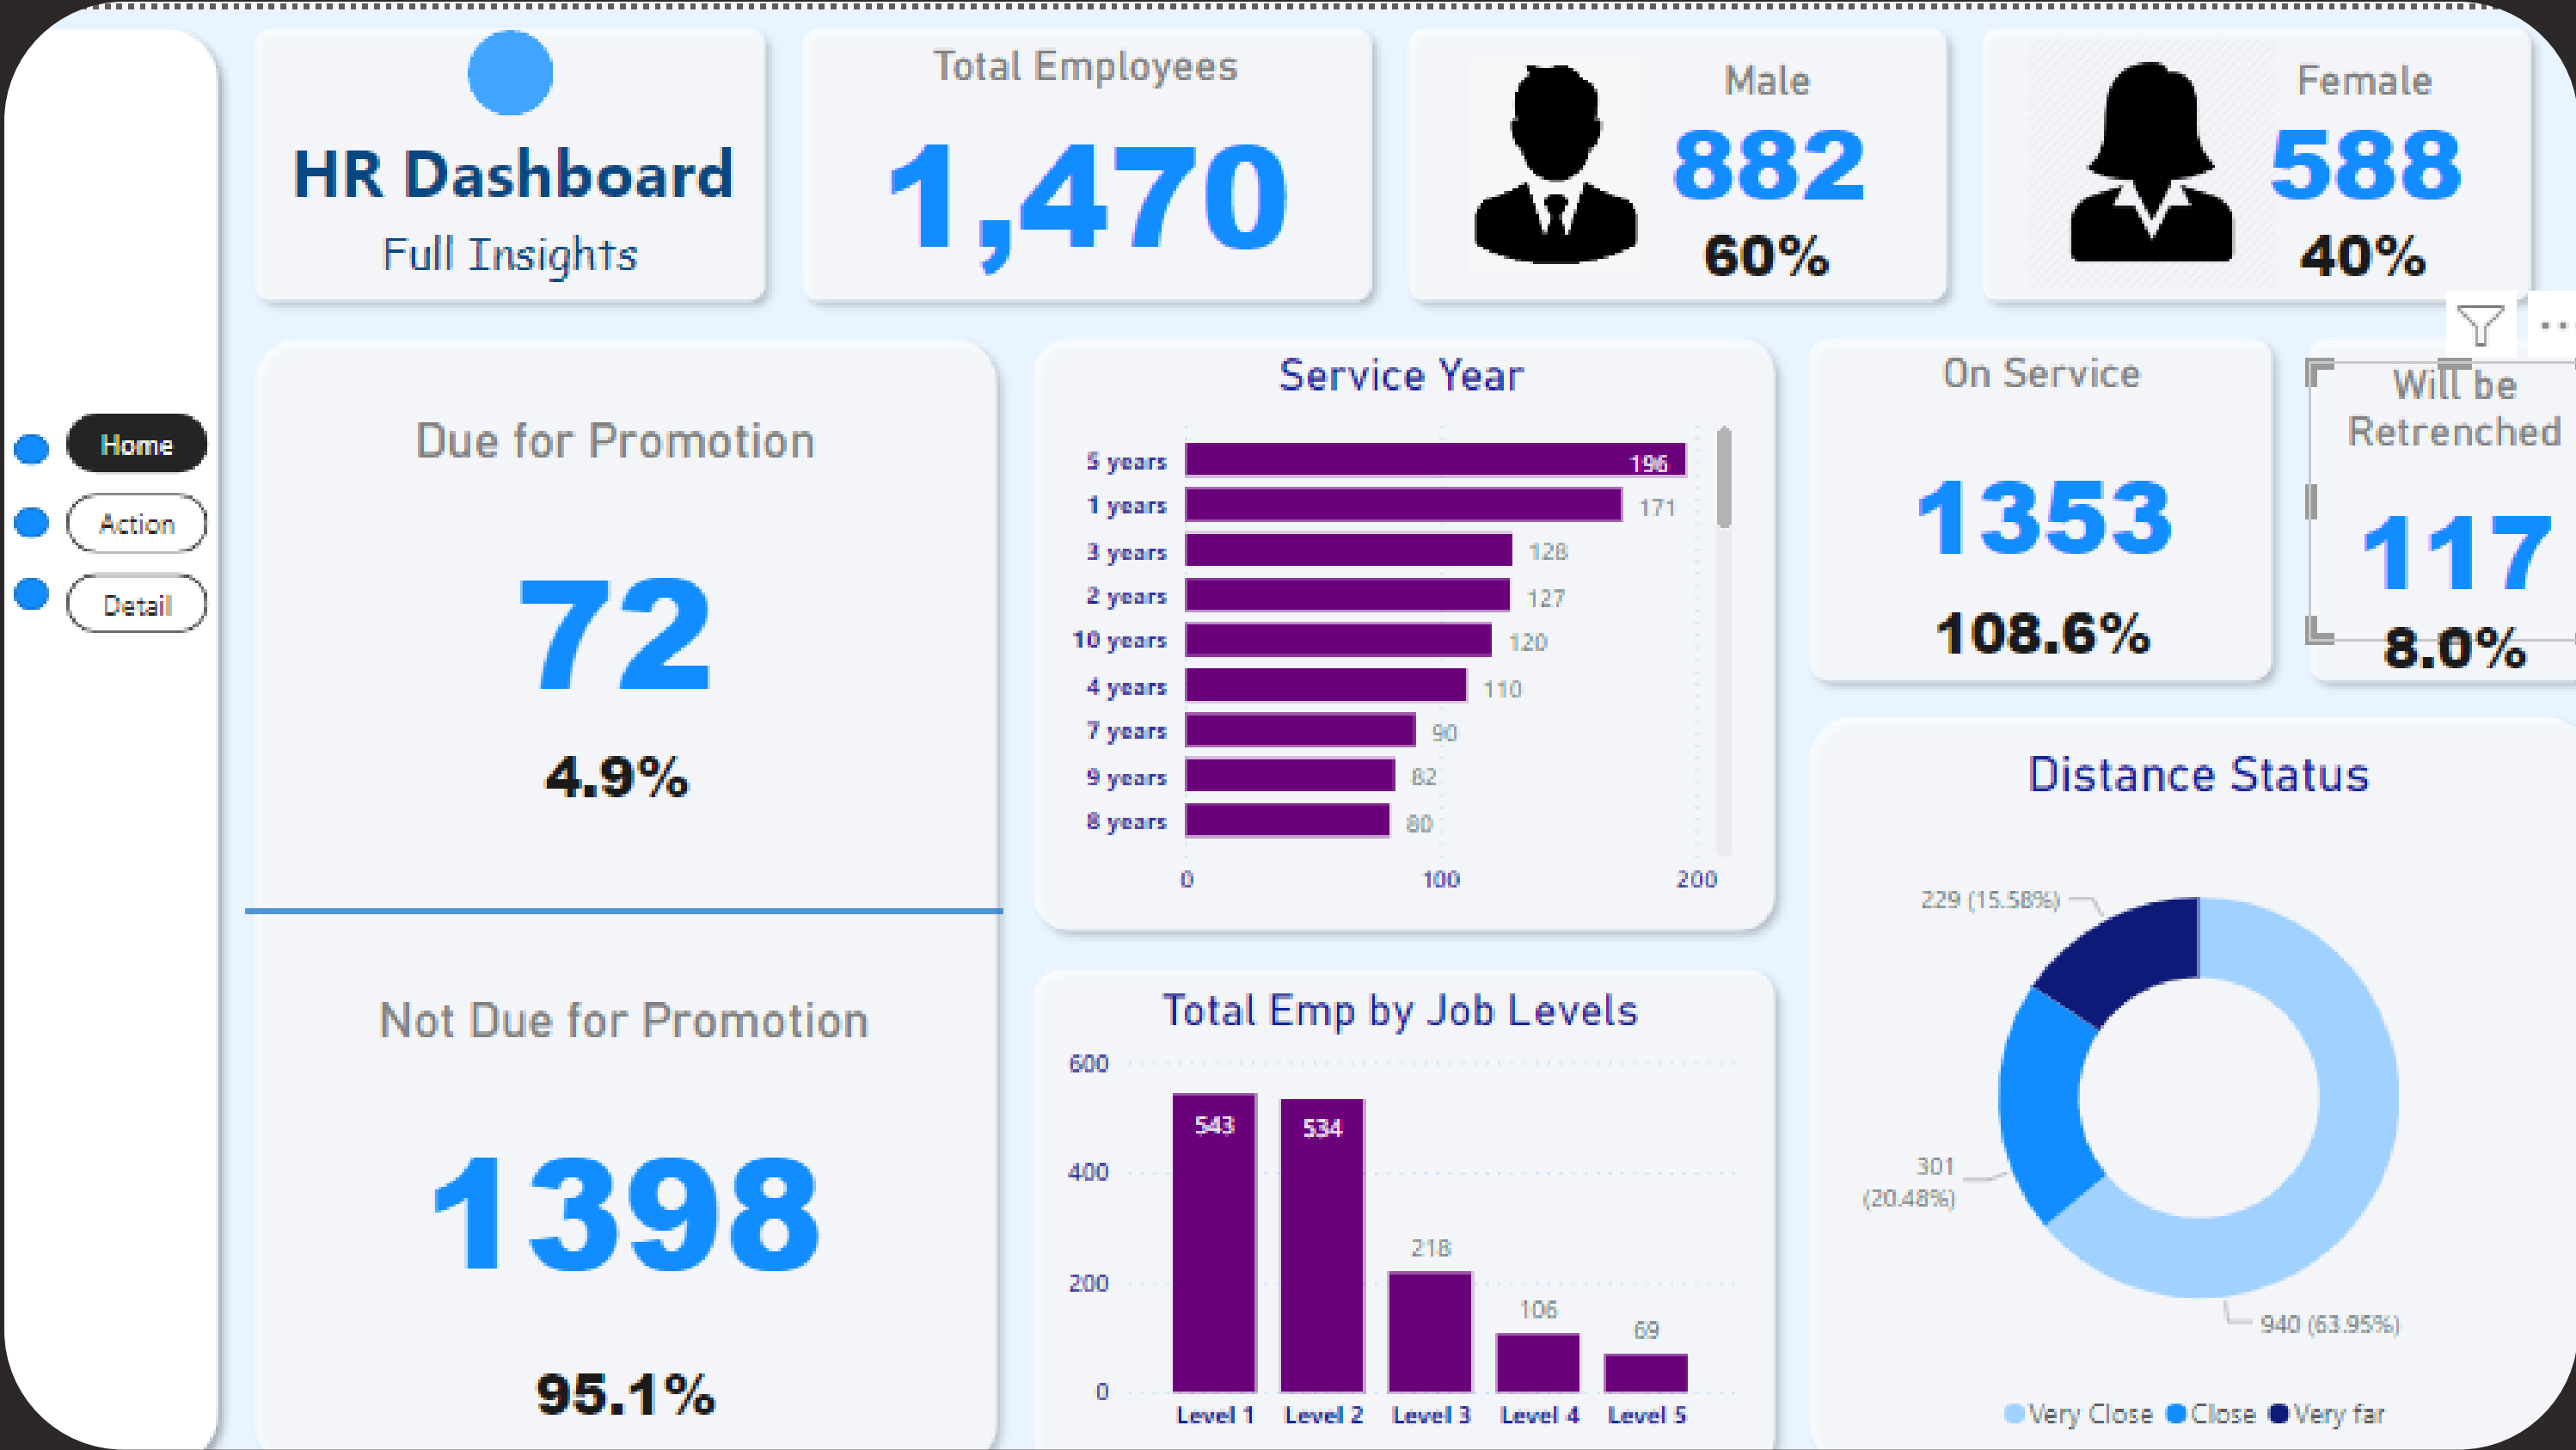 HR Dashboard
Full Insights
Total Employees
1,470
Male
882
60%
Female
588
40%
Home
Action
Detail
Due for Promotion
72
4.9%
Not Due for Promotion
1398
95.1%
Service Year
5 years 196
1 years 171
3 years 128
2 years 127
10 years 120
4 years 110
7 years 90
9 years 82
8 years 80
0 100 200
Total Emp by Job Levels
600
400
200
0
543
534
218
106
69
Level 1 Level 2 Level 3 Level 4 Level 5
On Service
1353
108.6%
Will be
Retrenched
117
8.0%
Distance Status
229 (15.58%)
301
(20.48%)
940 (63.95%)
Very Close Close Very far